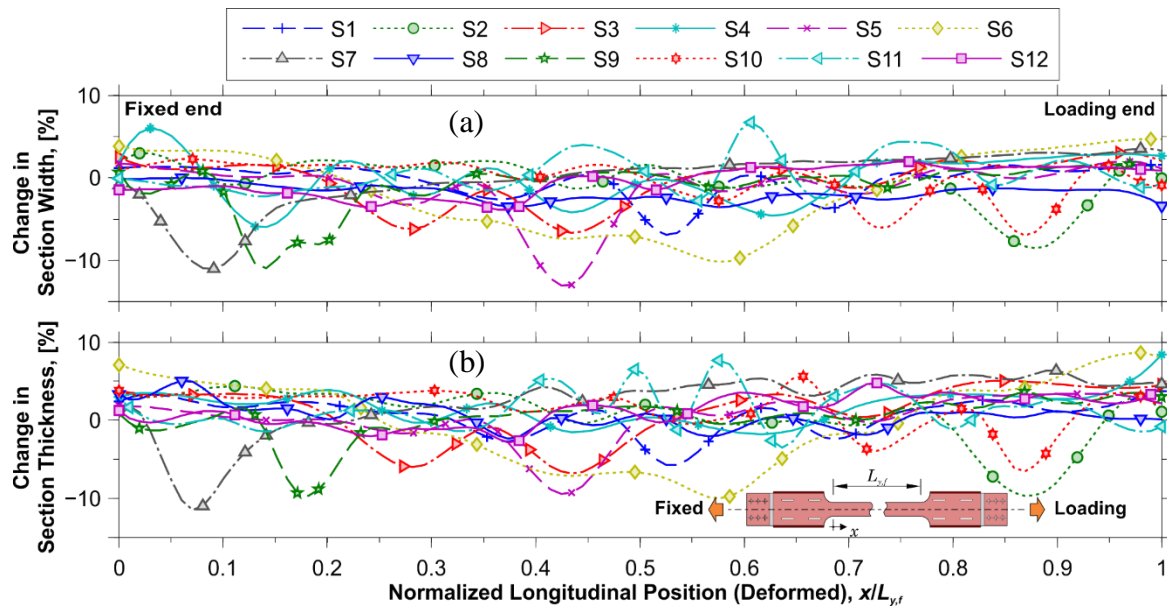 S1 S2 S3 S4 S5 S6
S7 S8 S9 S10 S11 S12
10
0
−10
Change in
Section Width, [%]
Fixed end
(a)
Loading end
10
0
−10
Change in
Section Thickness, [%]
(b)
L_{y,f}
Fixed
Loading
x
0 0.1 0.2 0.3 0.4 0.5 0.6 0.7 0.8 0.9 1
Normalized Longitudinal Position (Deformed), x/L_{y,f}